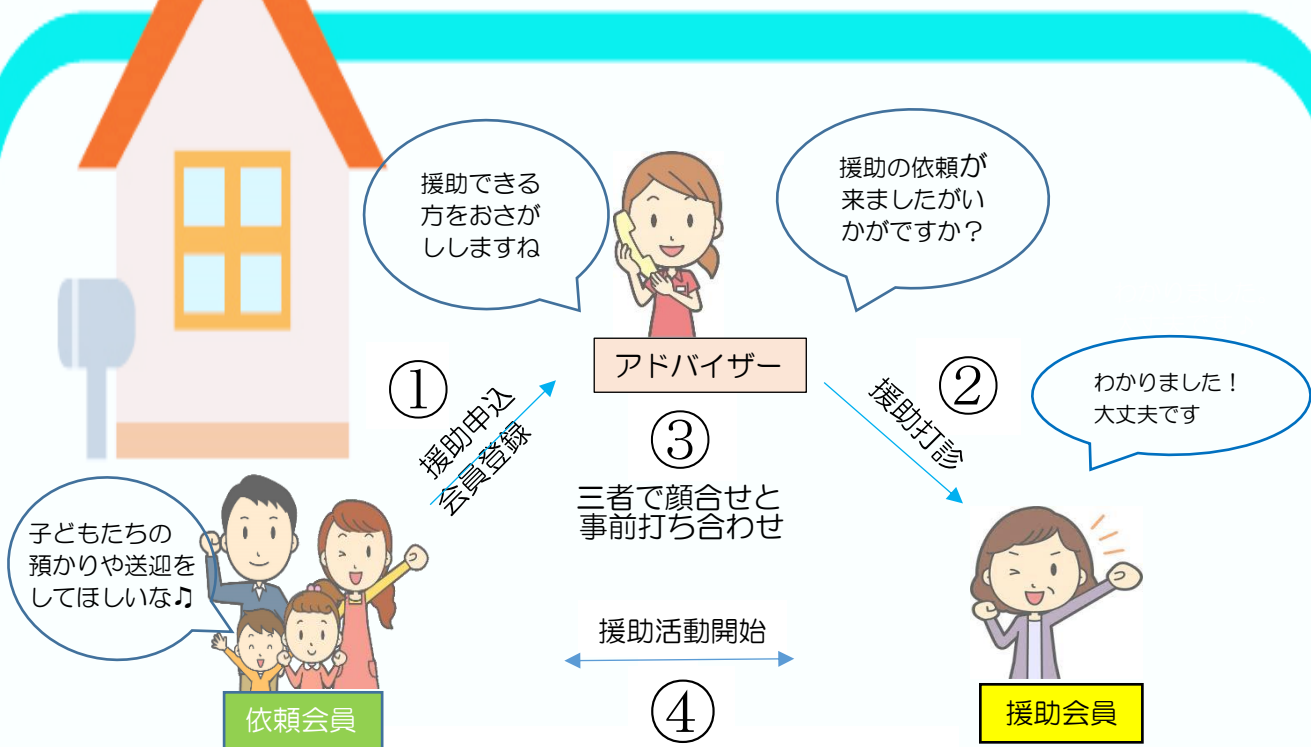 援助できる
方をおさが
ししますね
援助の依頼が
来ましたがい
かがですか？
アドバイザー
①
援助申込
会員登録
②
援助打診
わかりました！
大丈夫です
③
三者で顔合せと
事前打ち合わせ
子どもたちの
預かりや送迎を
してほしいな♫
援助活動開始
④
依頼会員
援助会員